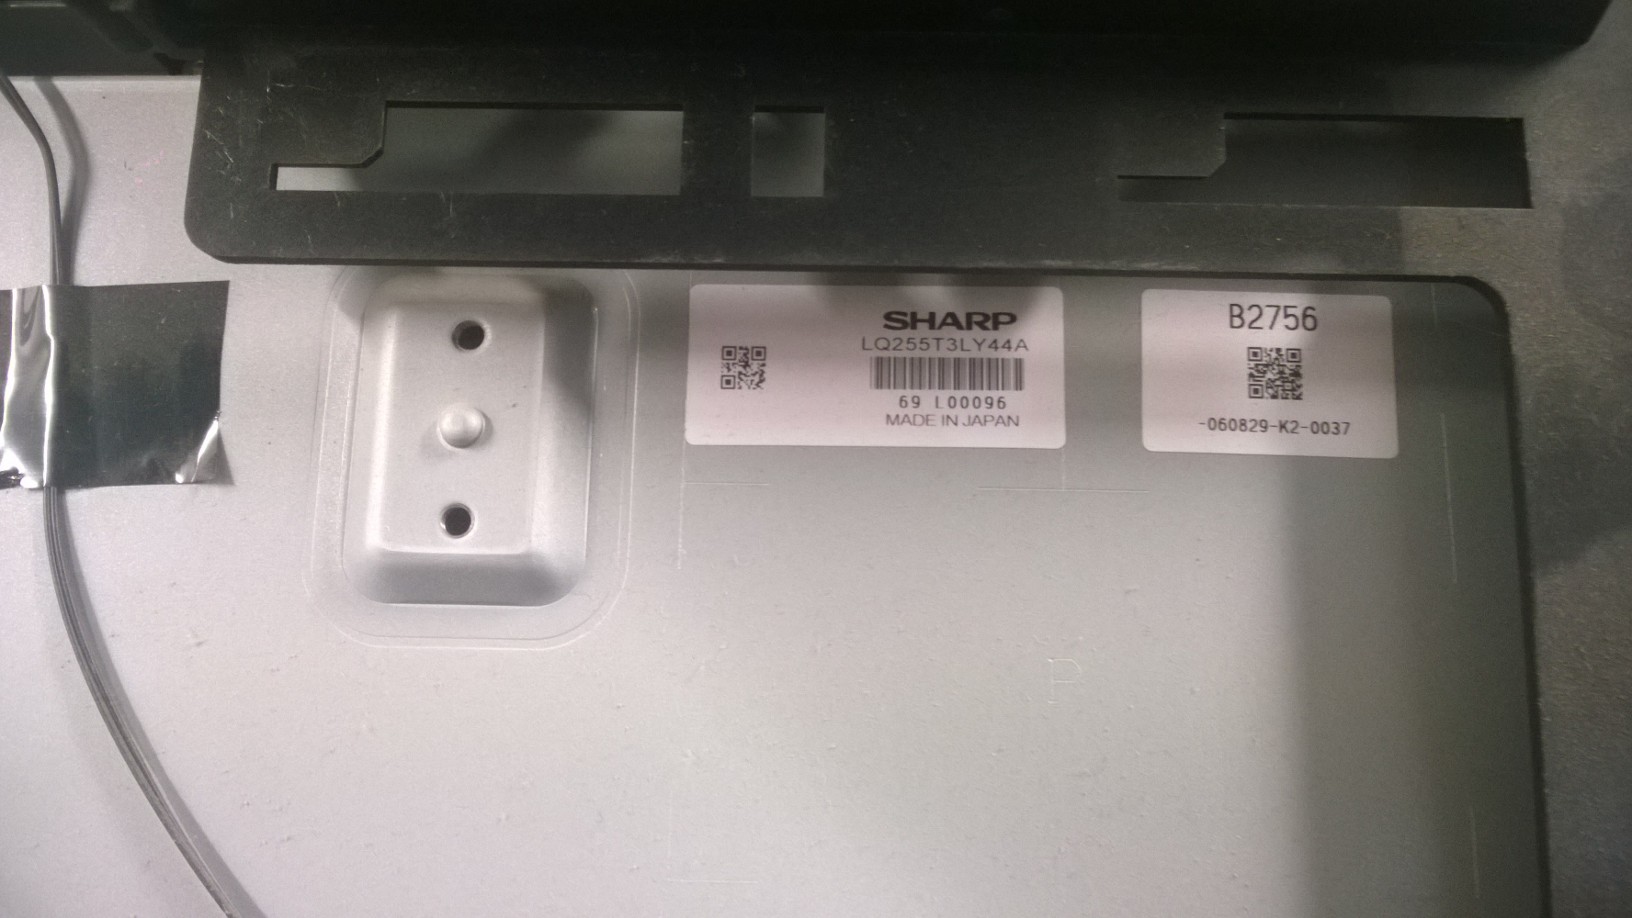 SHARP
LQ255T3LY44A
69 L00096
MADE IN JAPAN
B2756
-060829-K2-0037
P